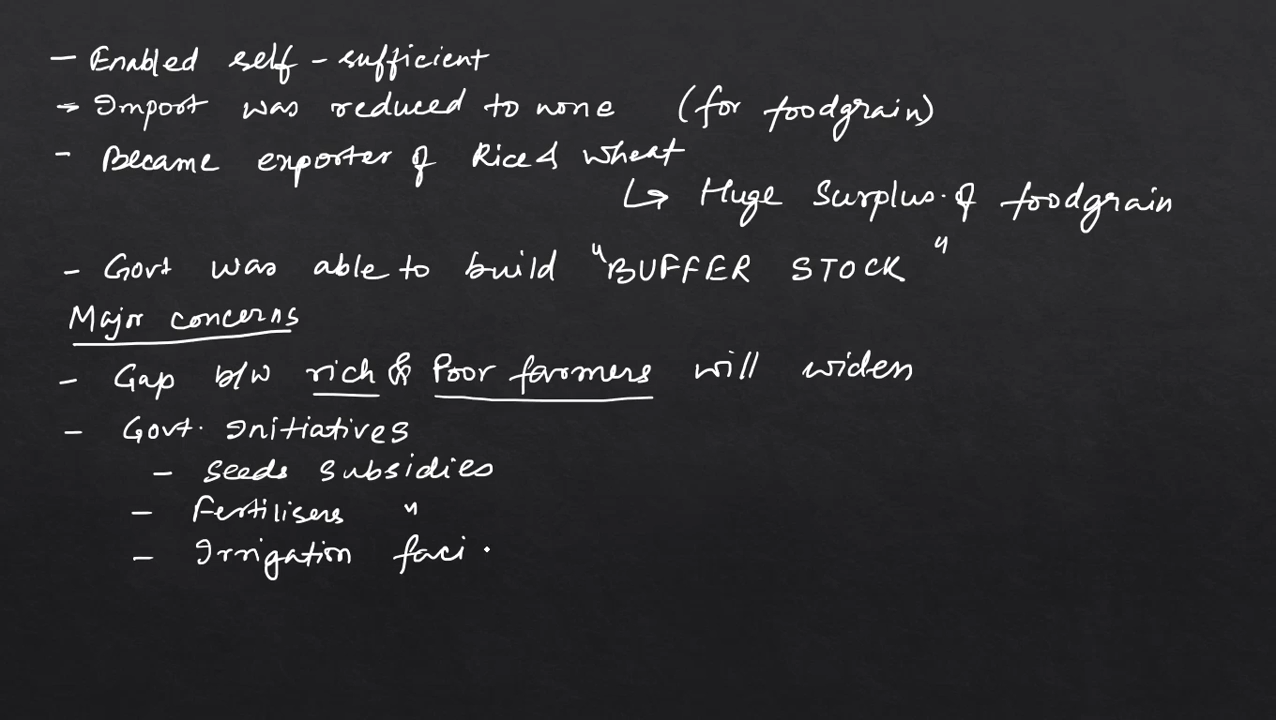 - Enabled self-sufficient
- Import was reduced to none (for foodgrain)
- Became exporter of Rice & Wheat
↳ Huge Surplus of foodgrain
- Govt was able to build "BUFFER STOCK"
Major concerns
- Gap b/w rich & Poor farmers will widen
- Govt. Initiatives
- Seeds Subsidies
- Fertilisers "
- Irrigation faci.